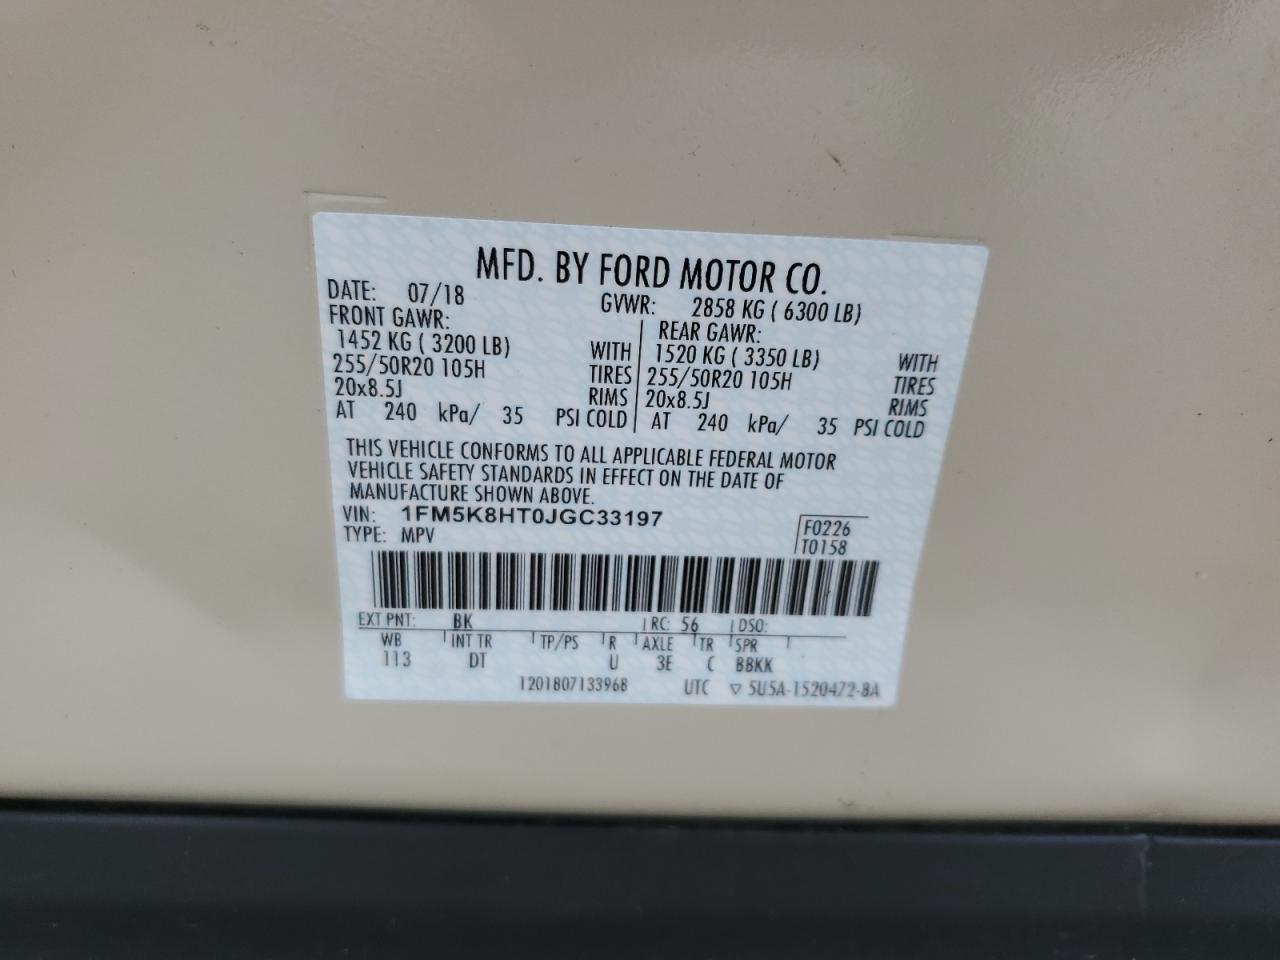 MFD. BY FORD MOTOR CO.
DATE: 07/18 GVWR: 2858 KG ( 6300 LB)
FRONT GAWR: REAR GAWR:
1452 KG ( 3200 LB) WITH 1520 KG ( 3350 LB) WITH
255/50R20 105H TIRES 255/50R20 105H TIRES
20x8.5J RIMS 20x8.5J RIMS
AT 240 kPa/ 35 PSI COLD AT 240 kPa/ 35 PSI COLD
THIS VEHICLE CONFORMS TO ALL APPLICABLE FEDERAL MOTOR
VEHICLE SAFETY STANDARDS IN EFFECT ON THE DATE OF
MANUFACTURE SHOWN ABOVE.
VIN: 1FM5K8HT0JGC33197 F0226
TYPE: MPV T0158
EXT PNT: BK RC: 56 DSO:
WB INT TR TP/PS R AXLE TR SPR
113 DT U 3E C BBKK
1201807133968 UTC ▽ 5U5A-1520472-BA